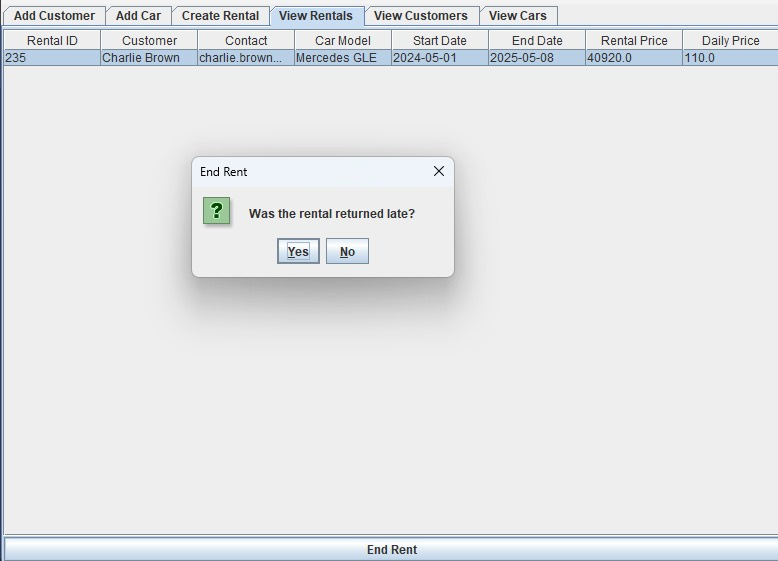 Add Customer Add Car Create Rental View Rentals View Customers View Cars
Rental ID Customer Contact Car Model Start Date End Date Rental Price Daily Price
235 Charlie Brown charlie.brown... Mercedes GLE 2024-05-01 2025-05-08 40920.0 110.0
End Rent
? Was the rental returned late?
Yes No
End Rent